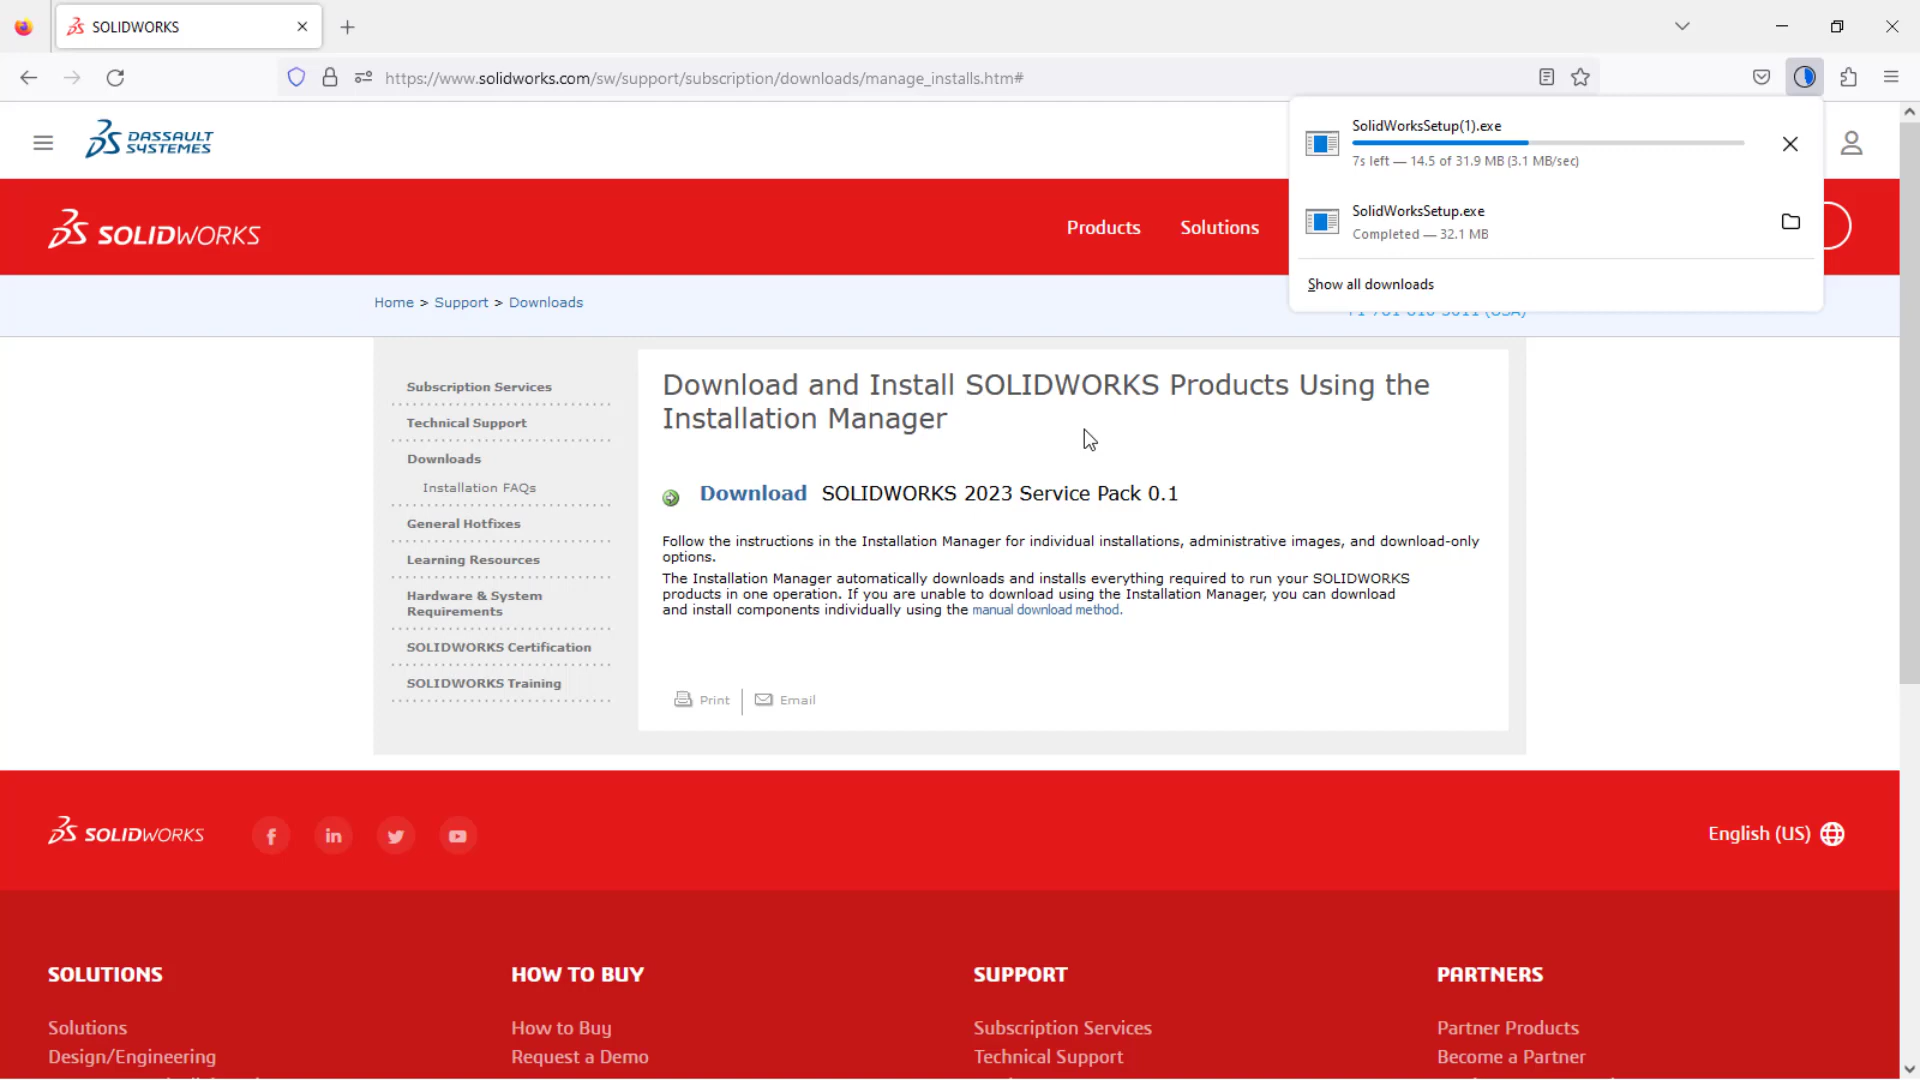 SOLIDWORKS
https://www.solidworks.com/sw/support/subscription/downloads/manage_installs.htm#
SolidWorksSetup(1).exe
7s left — 14.5 of 31.9 MB (3.1 MB/sec)
SolidWorksSetup.exe
Completed — 32.1 MB
Show all downloads
DASSAULT
SYSTEMES
SOLIDWORKS
Products
Solutions
Home > Support > Downloads
Subscription Services
Technical Support
Downloads
Installation FAQs
General Hotfixes
Learning Resources
Hardware & System
Requirements
SOLIDWORKS Certification
SOLIDWORKS Training
Download and Install SOLIDWORKS Products Using the
Installation Manager
Download SOLIDWORKS 2023 Service Pack 0.1
Follow the instructions in the Installation Manager for individual installations, administrative images, and download-only
options.
The Installation Manager automatically downloads and installs everything required to run your SOLIDWORKS
products in one operation. If you are unable to download using the Installation Manager, you can download
and install components individually using the manual download method.
Print
Email
SOLIDWORKS
English (US)
SOLUTIONS
Solutions
Design/Engineering
HOW TO BUY
How to Buy
Request a Demo
SUPPORT
Subscription Services
Technical Support
PARTNERS
Partner Products
Become a Partner